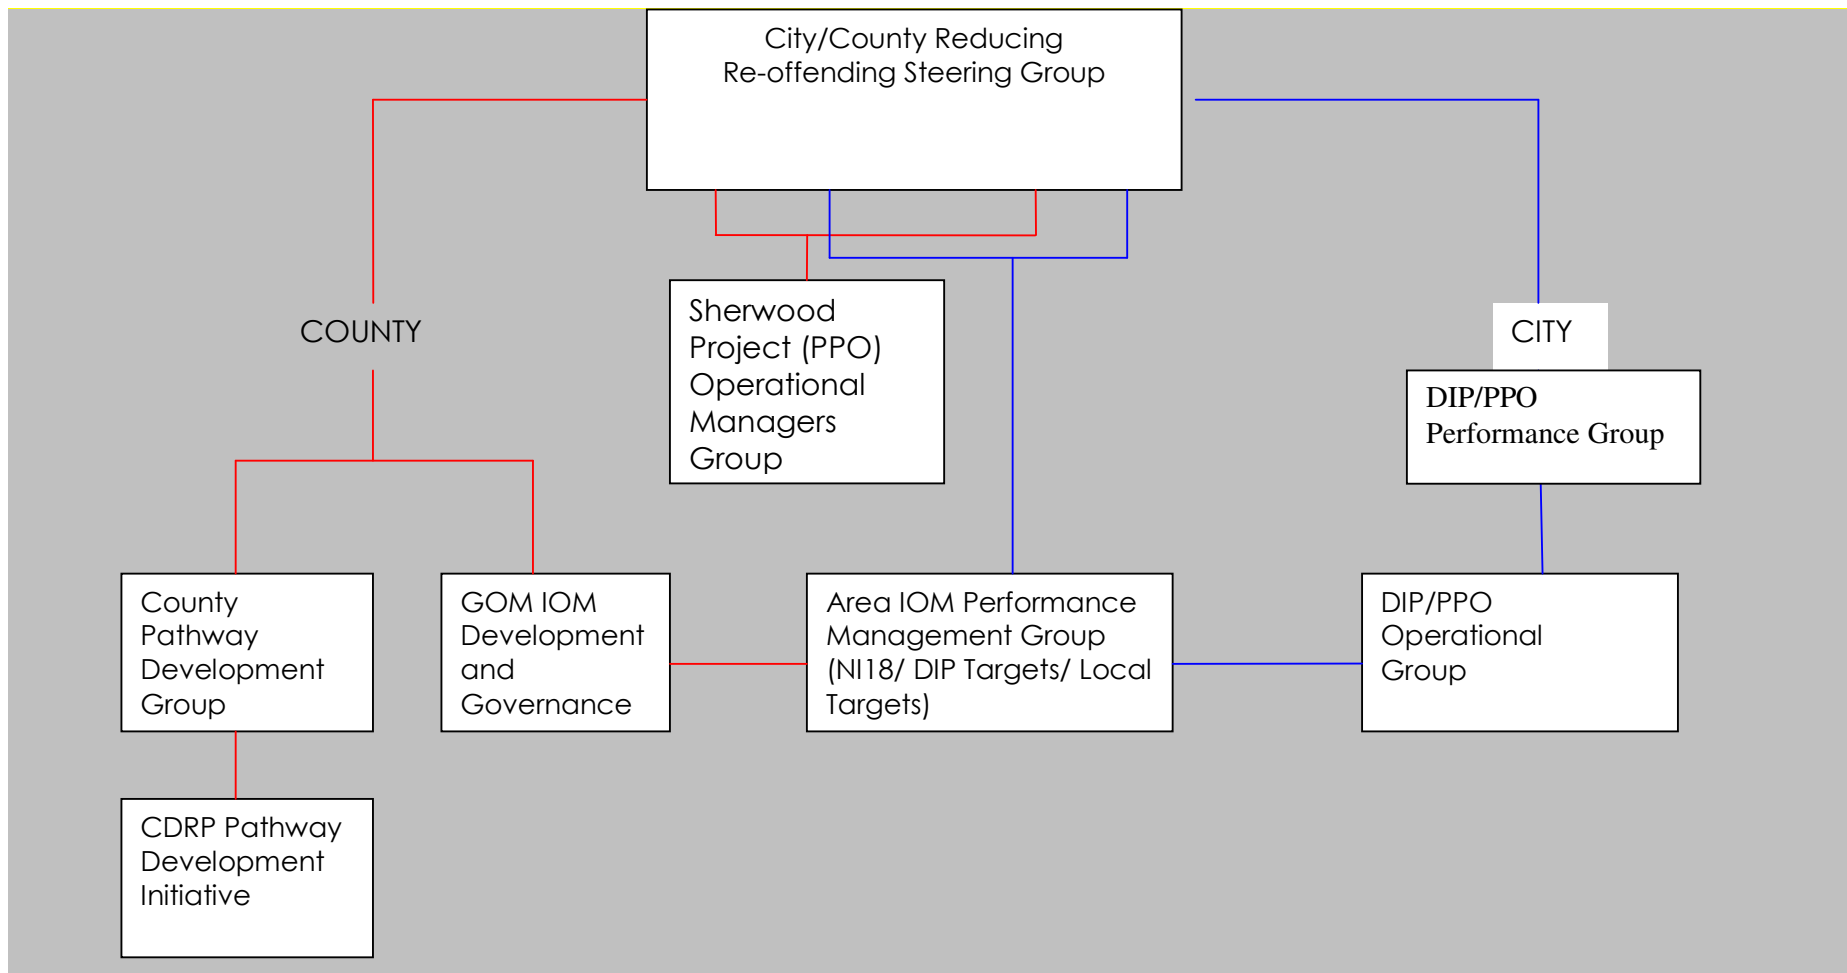 City/County Reducing
Re-offending Steering Group
COUNTY
Sherwood
Project (PPO)
Operational
Managers
Group
CITY
DIP/PPO
Performance Group
County
Pathway
Development
Group
GOM IOM
Development
and
Governance
Area IOM Performance
Management Group
(NI18/ DIP Targets/ Local
Targets)
DIP/PPO
Operational
Group
CDRP Pathway
Development
Initiative